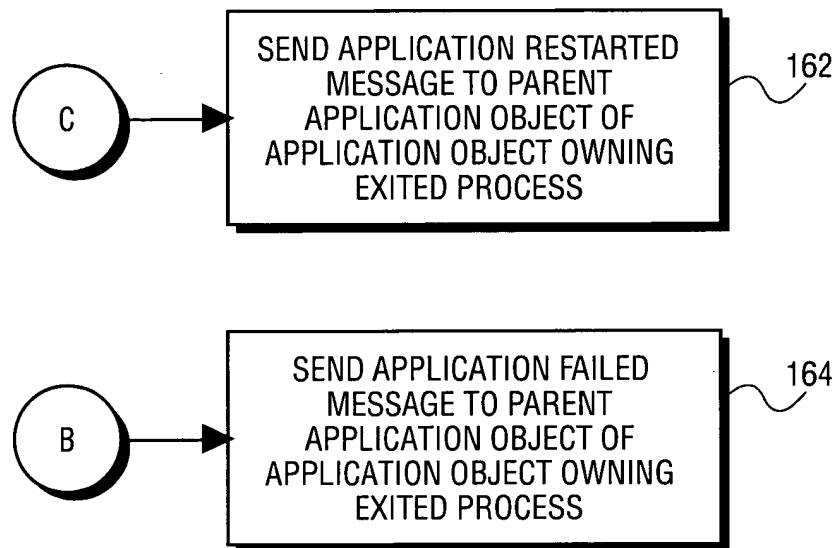 SEND APPLICATION RESTARTED
MESSAGE TO PARENT
APPLICATION OBJECT OF
APPLICATION OBJECT OWNING
EXITED PROCESS
162
C
SEND APPLICATION FAILED
MESSAGE TO PARENT
APPLICATION OBJECT OF
APPLICATION OBJECT OWNING
EXITED PROCESS
164
B